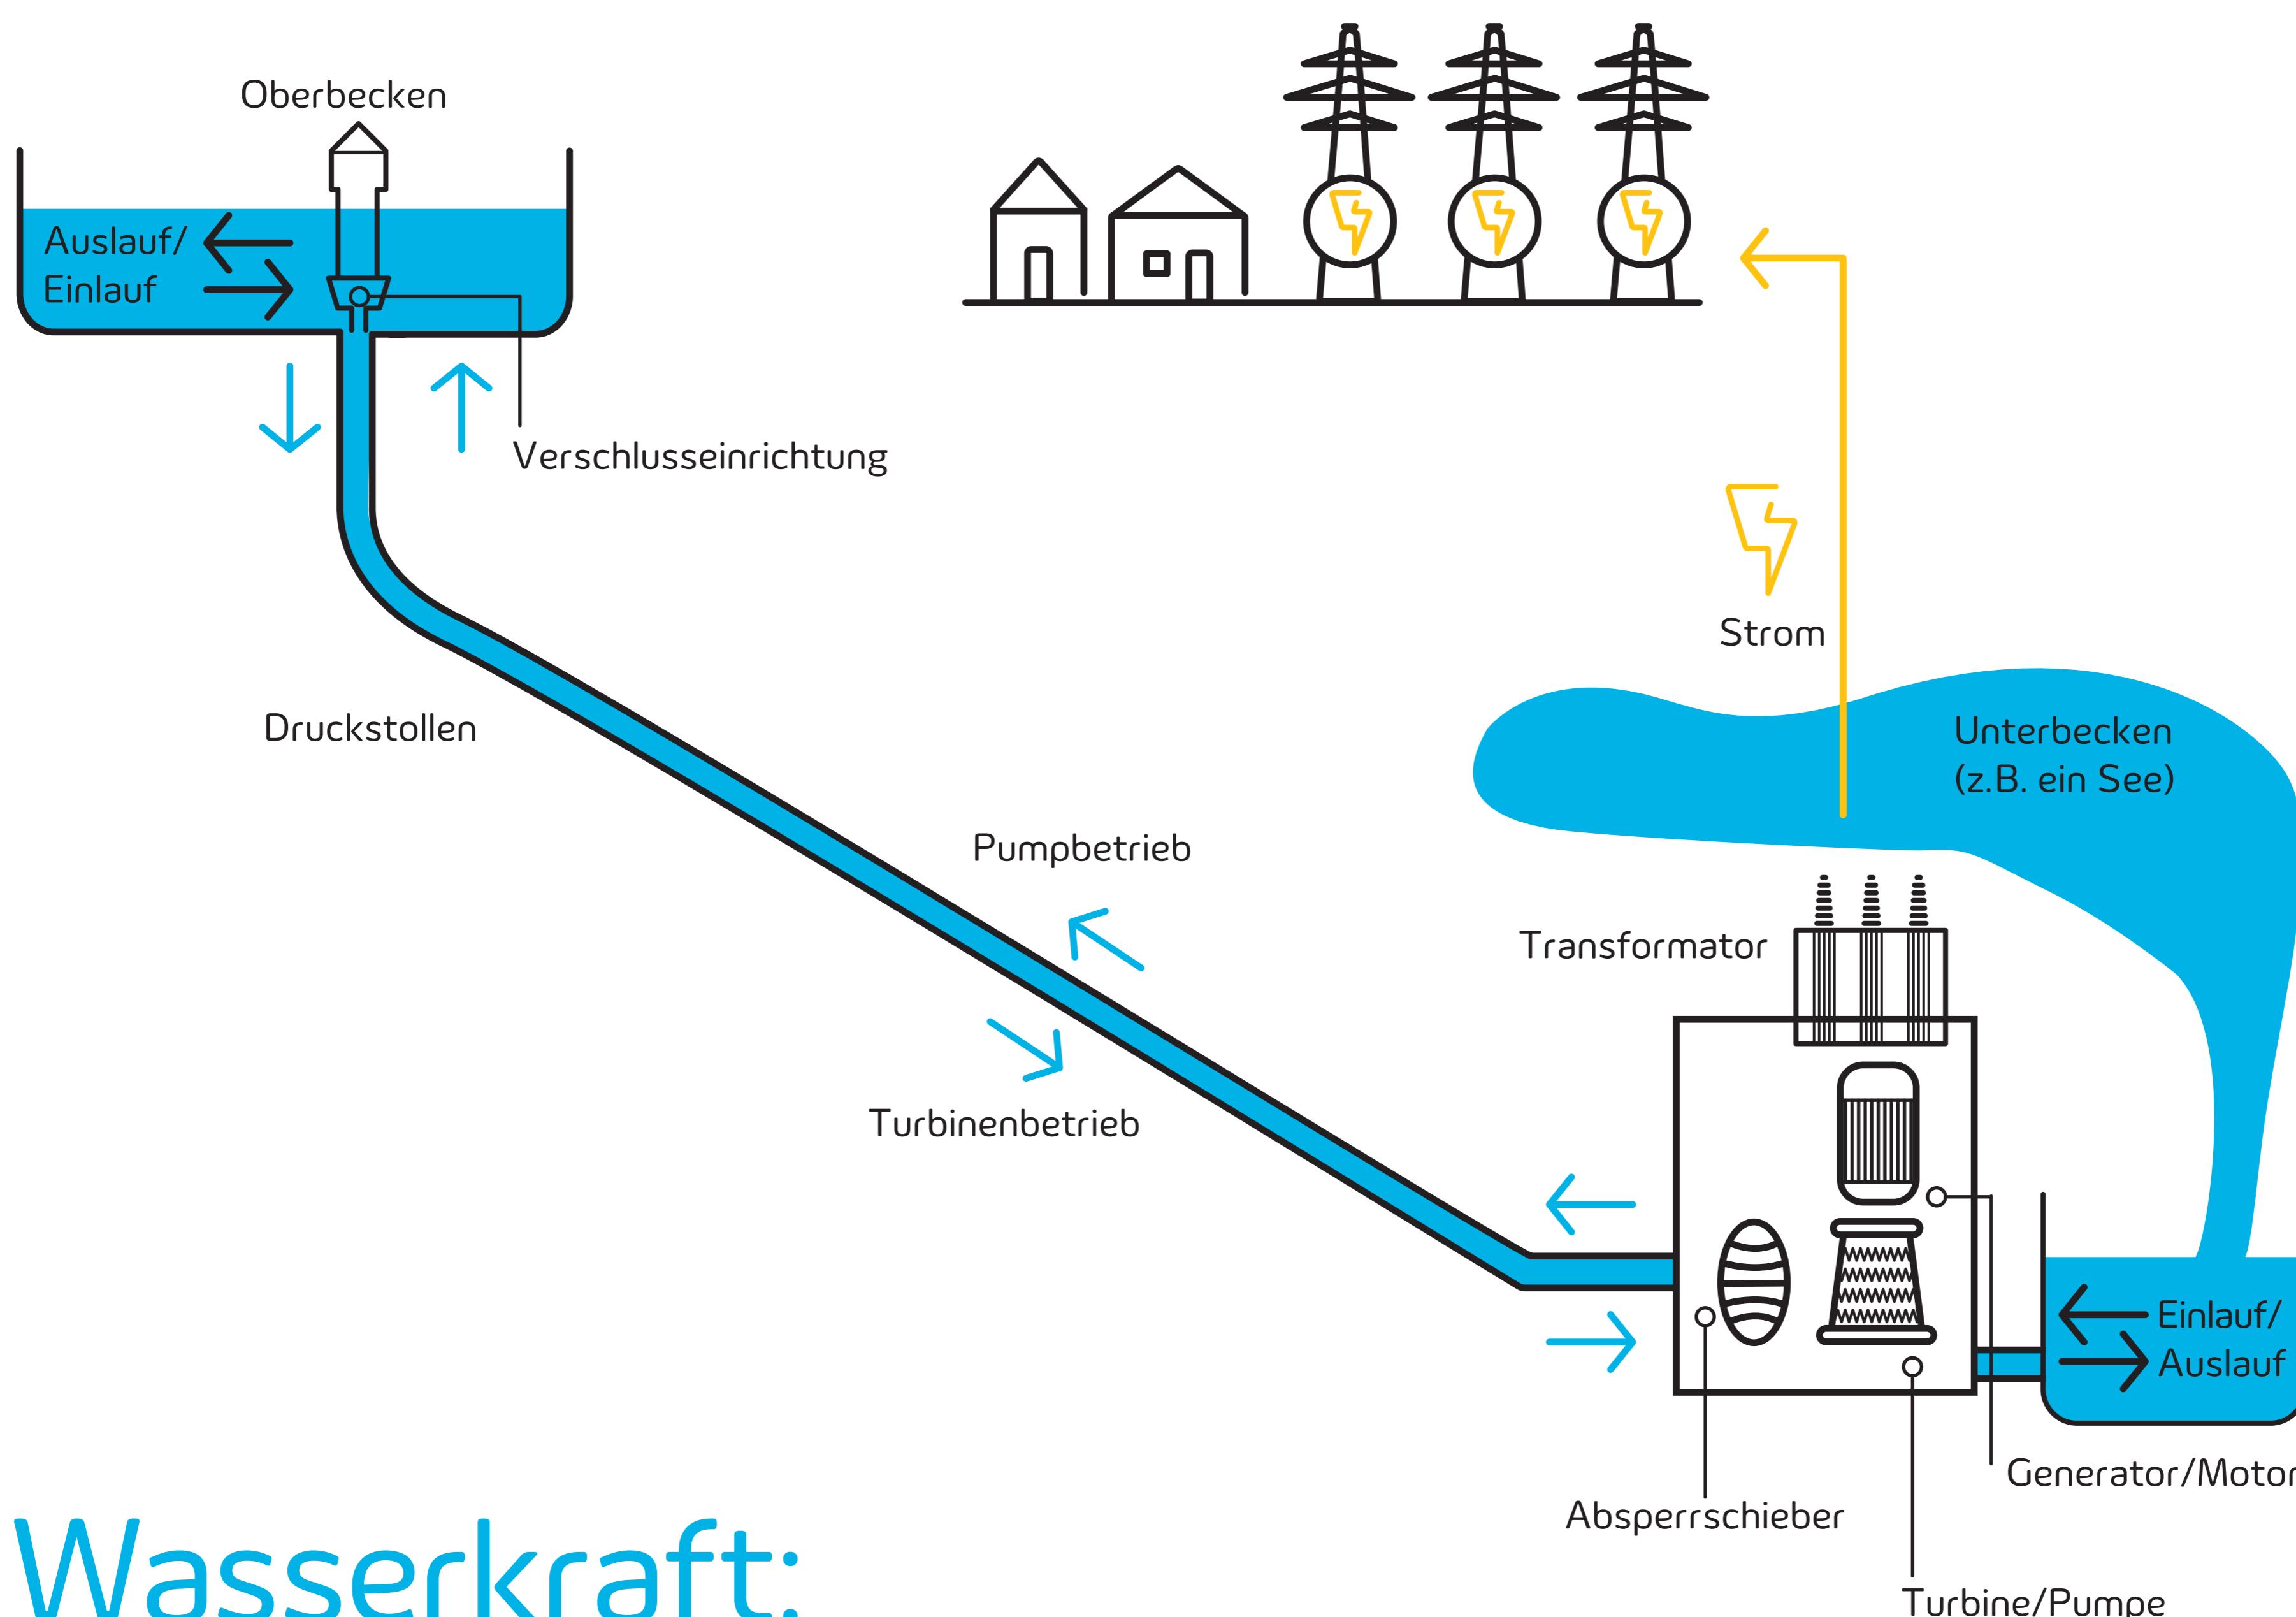 Oberbecken
Auslauf/
Einlauf
Verschlusseinrichtung
Druckstollen
Strom
Unterbecken
(z.B. ein See)
Pumpbetrieb
Transformator
Turbinenbetrieb
Einlauf/
Auslauf
Generator/Motor
Absperrschieber
Turbine/Pumpe
Wasserkraft: